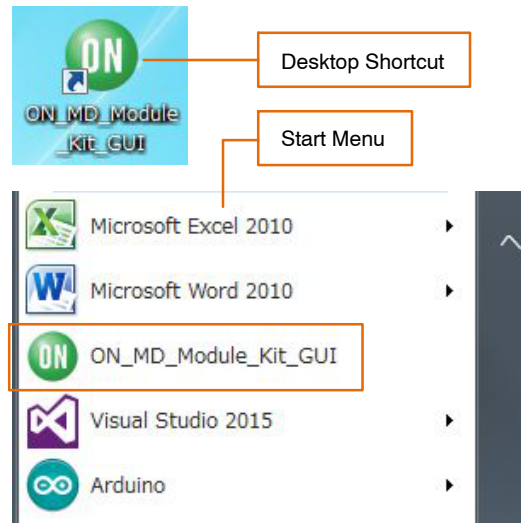 ON
Desktop Shortcut
ON_MD_Module
_Kit_GUI
Start Menu
Microsoft Excel 2010
Microsoft Word 2010
ON
ON_MD_Module_Kit_GUI
Visual Studio 2015
Arduino